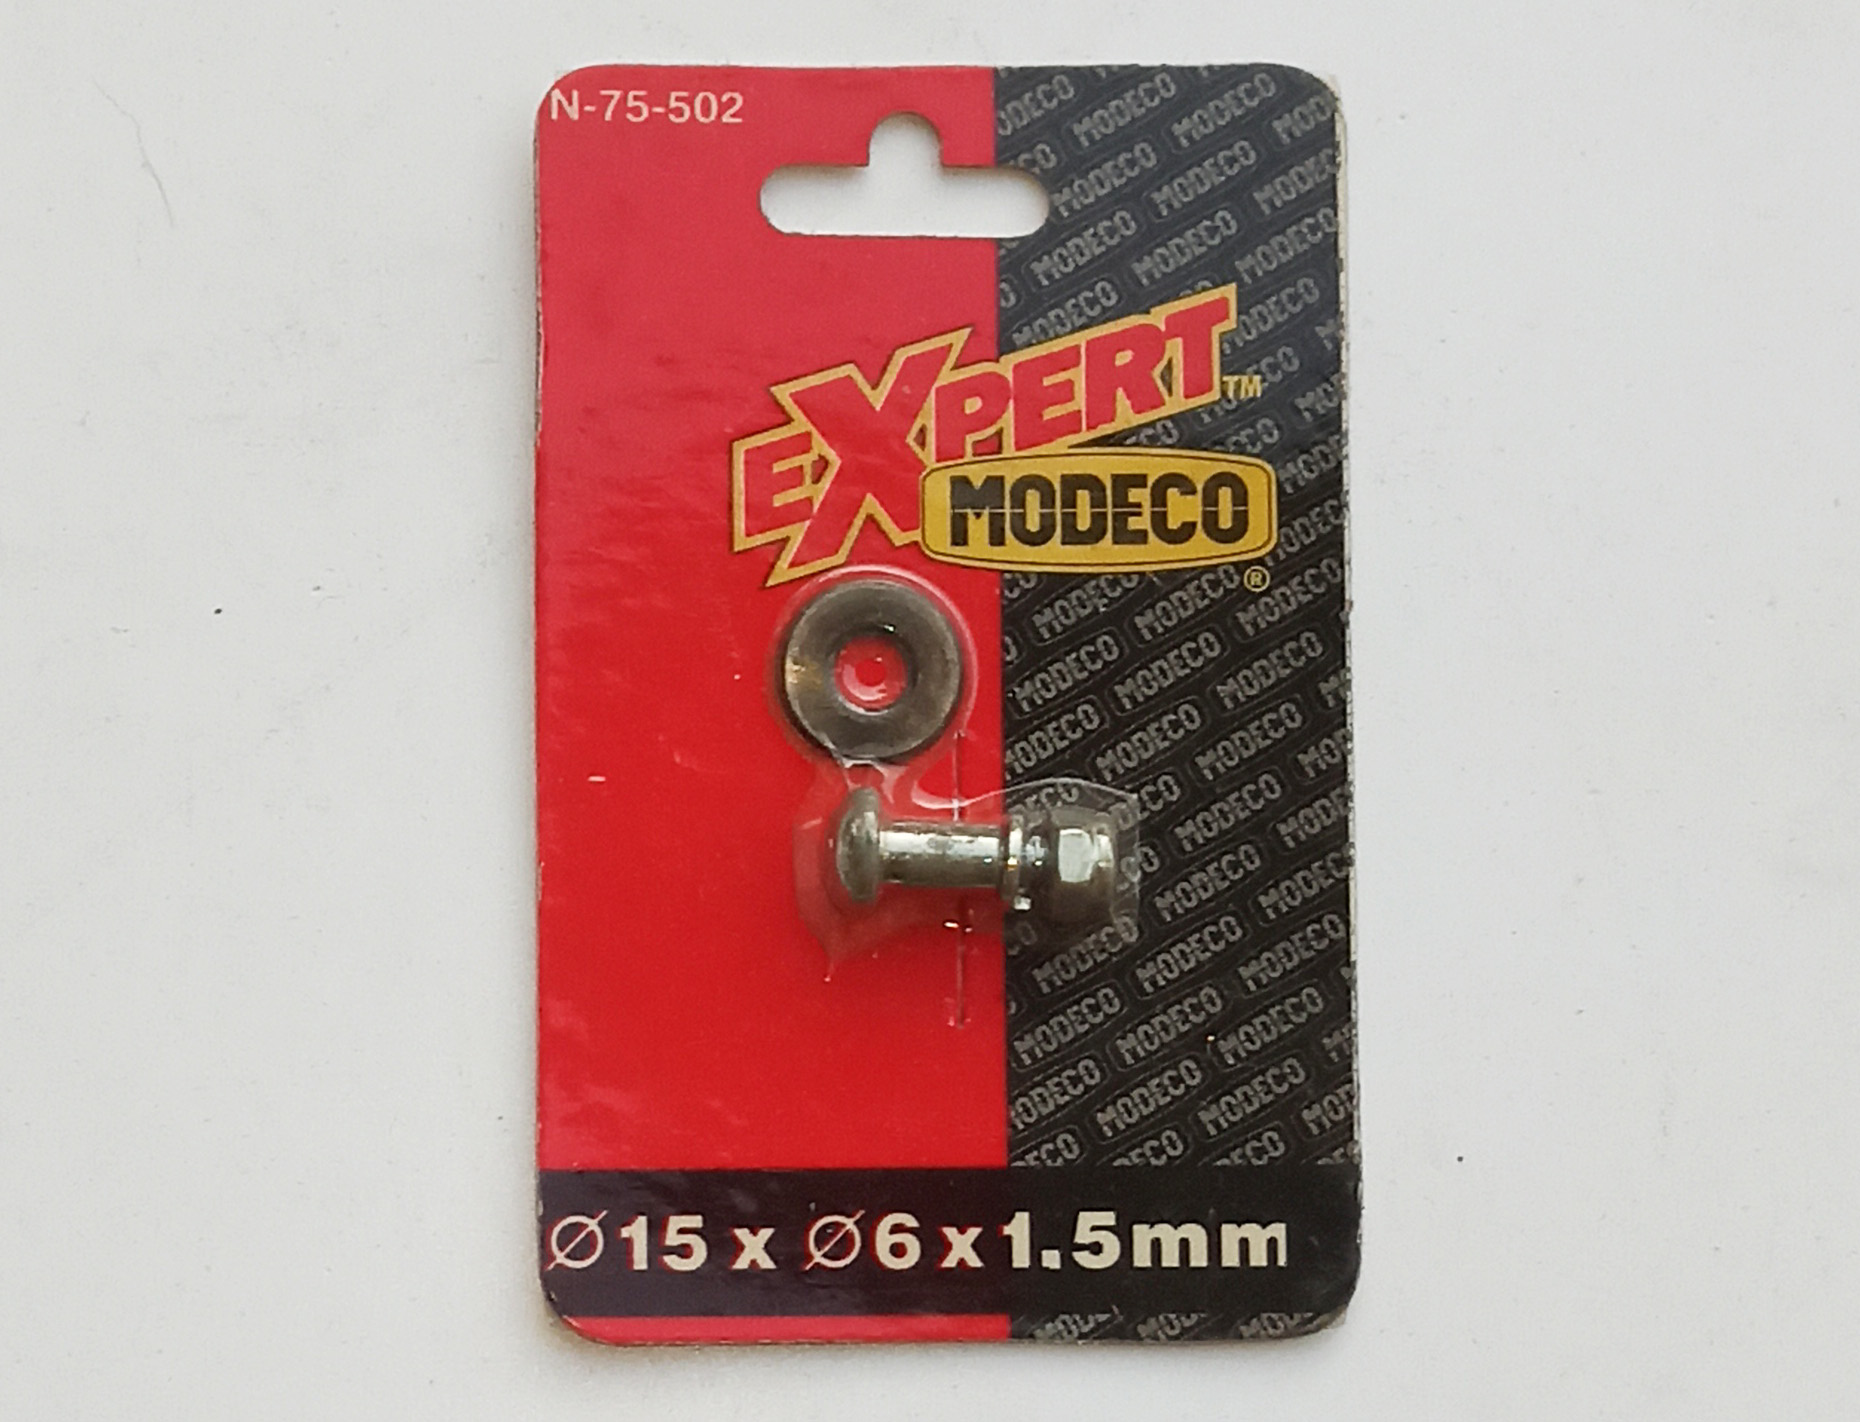 N-75-502
EXPERT™
MODECO
®
Ø15 x Ø6 x 1.5mm